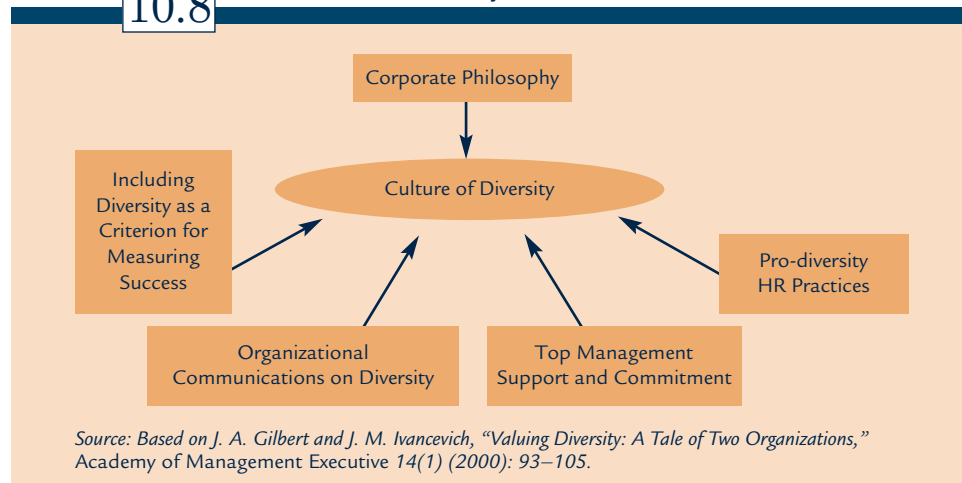 10.8
Corporate Philosophy
Including
Diversity as a
Criterion for
Measuring
Success
Culture of Diversity
Pro-diversity
HR Practices
Organizational
Communications on Diversity
Top Management
Support and Commitment
Source: Based on J. A. Gilbert and J. M. Ivancevich, “Valuing Diversity: A Tale of Two Organizations,”
Academy of Management Executive 14(1) (2000): 93–105.